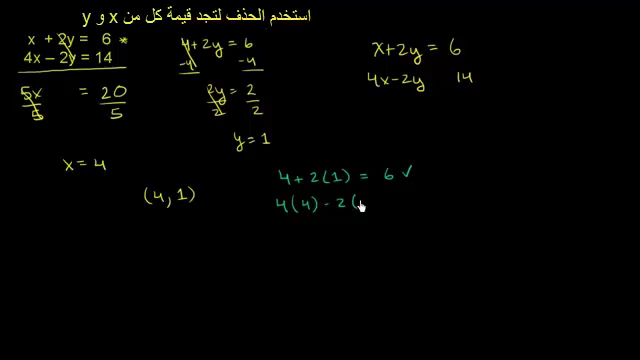 استخدم الحذف لتجد قيمة كل من x و y
x + 2y = 6 *
4x - 2y = 14
5x = 20
5 5
x = 4
(4, 1)
4 + 2y = 6
-4 -4
2y = 2
2 2
y = 1
x + 2y = 6
4x - 2y 14
4 + 2(1) = 6 ✓
4(4) - 2(